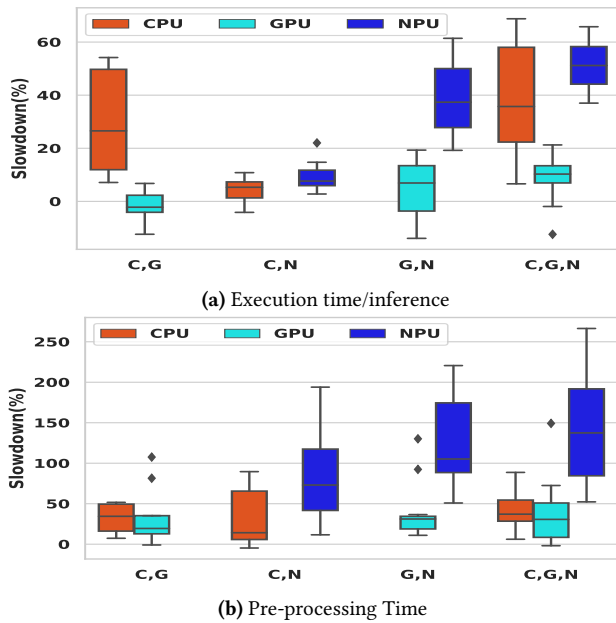 CPU GPU NPU
60
40
20
0
Slowdown(%)
C,G C,N G,N C,G,N
(a) Execution time/inference
CPU GPU NPU
250
200
150
100
50
0
Slowdown(%)
C,G C,N G,N C,G,N
(b) Pre-processing Time